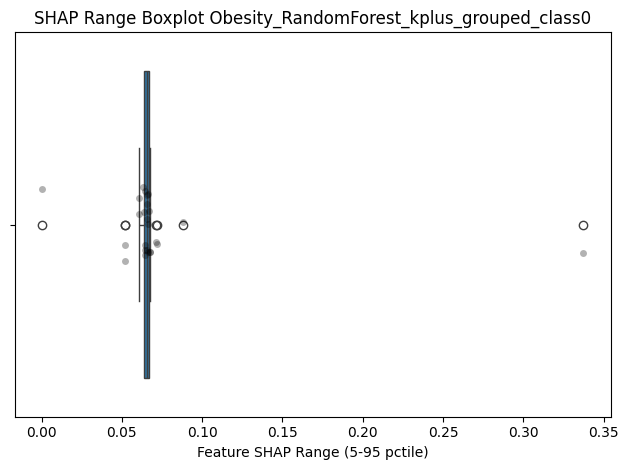 SHAP Range Boxplot Obesity_RandomForest_kplus_grouped_class0
0.00 0.05 0.10 0.15 0.20 0.25 0.30 0.35
Feature SHAP Range (5-95 pctile)